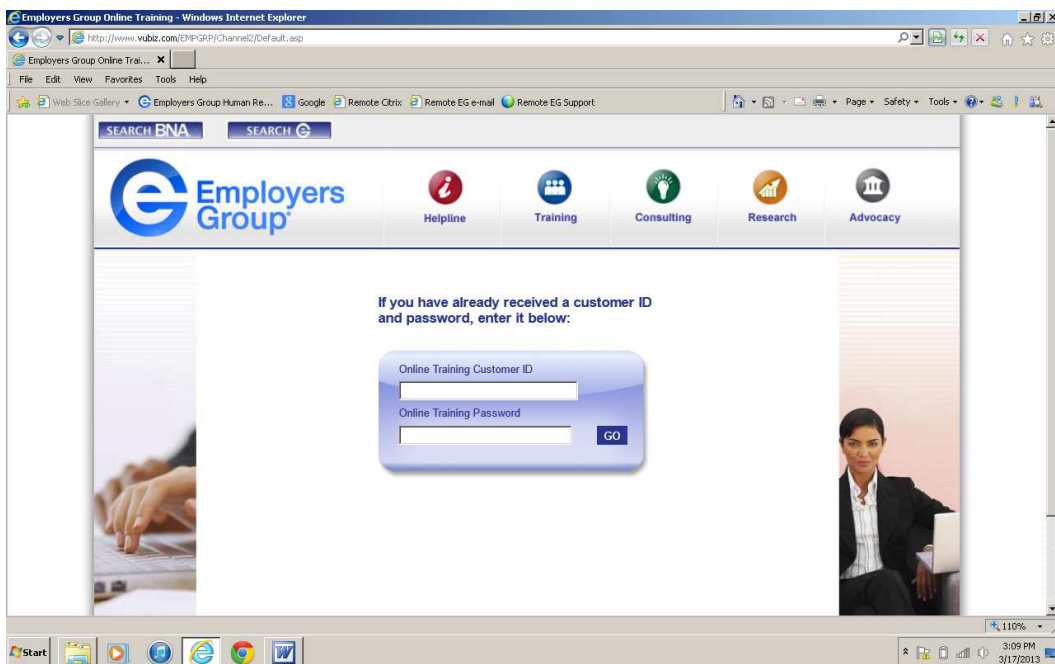 Employers Group Online Training - Windows Internet Explorer
http://www.vubiz.com/EMPGRP/Channel2/Default.asp
Employers Group Online Trai...
File Edit View Favorites Tools Help
Web Slice Gallery Employers Group Human Re... Google Remote Citrix Remote EG e-mail Remote EG Support Page Safety Tools
SEARCH BNA SEARCH e
Employers
Group
Helpline Training Consulting Research Advocacy
If you have already received a customer ID
and password, enter it below:
Online Training Customer ID
Online Training Password
GO
110%
Start
3:09 PM
3/17/2013